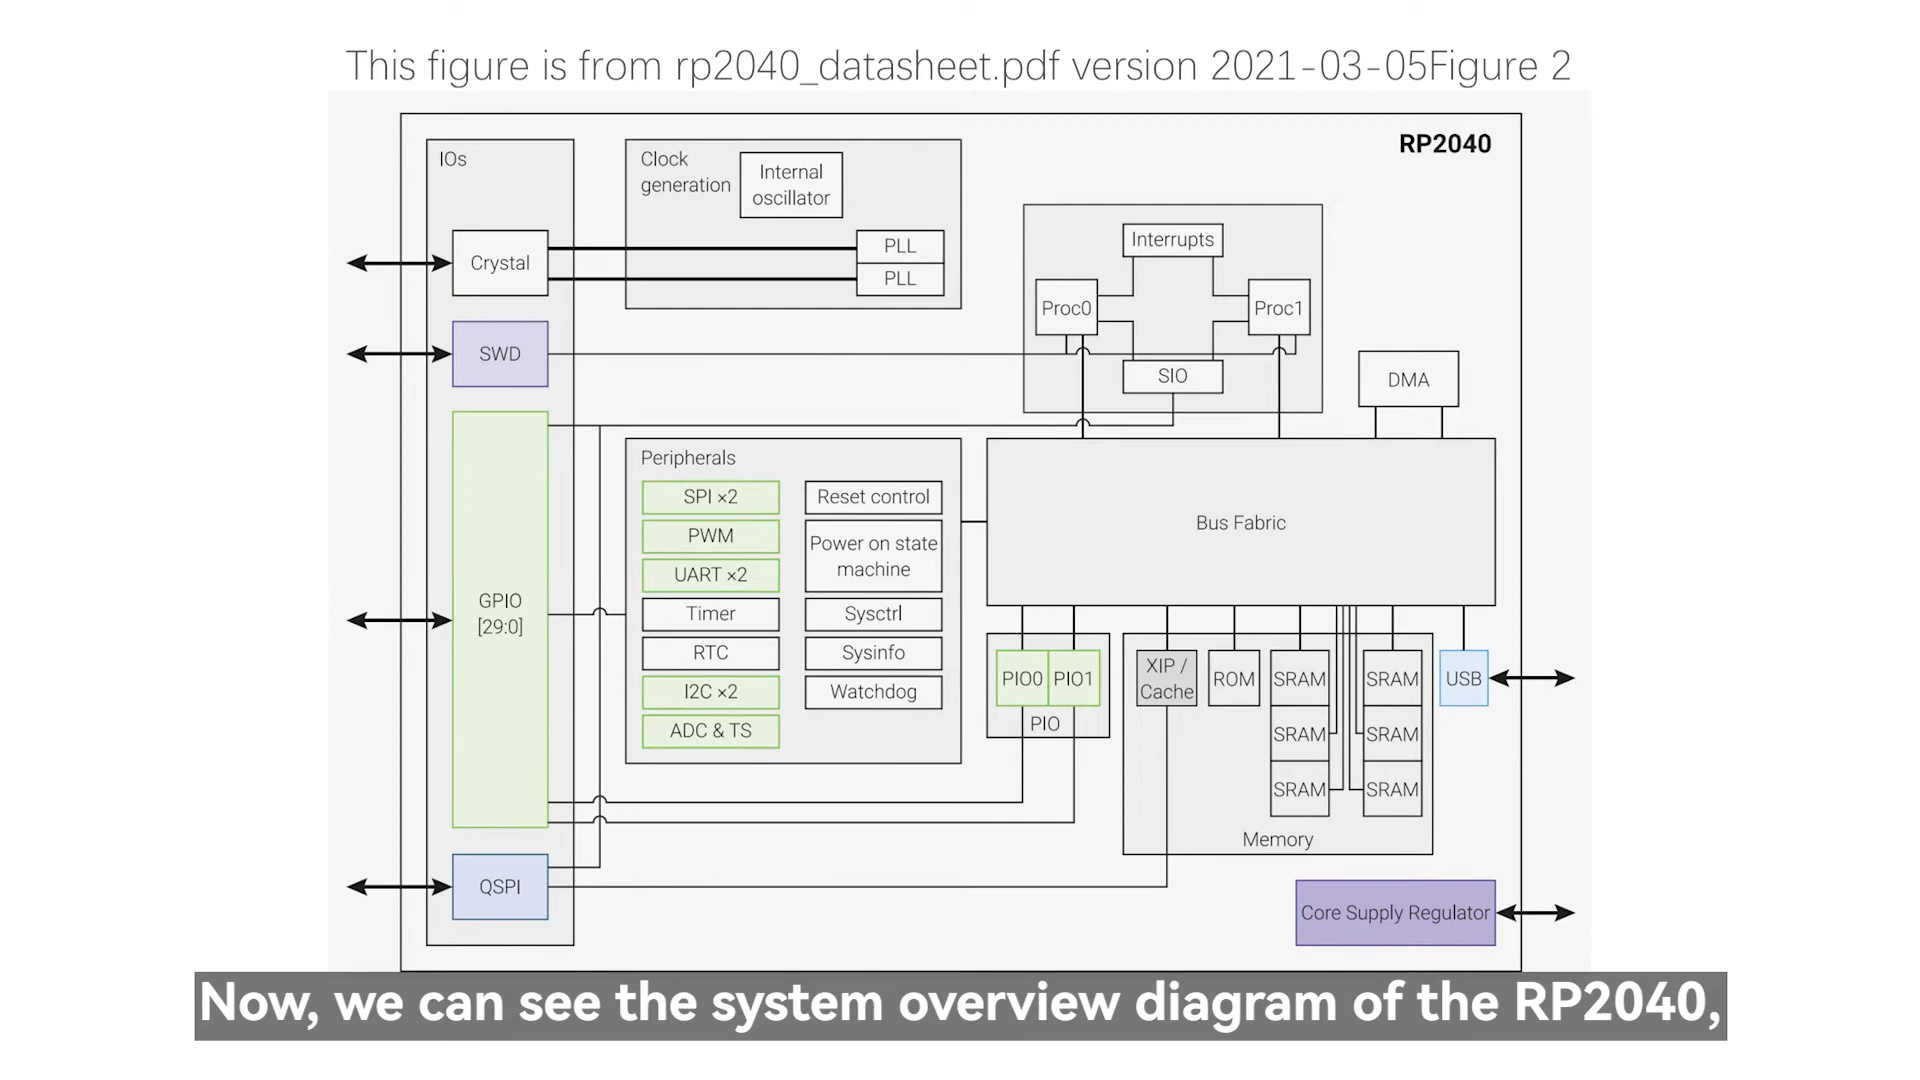 This figure is from rp2040_datasheet.pdf version 2021-03-05Figure 2
RP2040
IOs
Clock
generation
Internal
oscillator
Crystal
PLL
PLL
Interrupts
Proc0
Proc1
SWD
SIO
DMA
Peripherals
SPI ×2
PWM
UART ×2
Timer
RTC
I2C ×2
ADC & TS
Reset control
Power on state
machine
Sysctrl
Sysinfo
Watchdog
Bus Fabric
GPIO
[29:0]
PIO0
PIO1
PIO
XIP /
Cache
ROM
SRAM
SRAM
SRAM
SRAM
SRAM
SRAM
Memory
USB
QSPI
Core Supply Regulator
Now, we can see the system overview diagram of the RP2040,